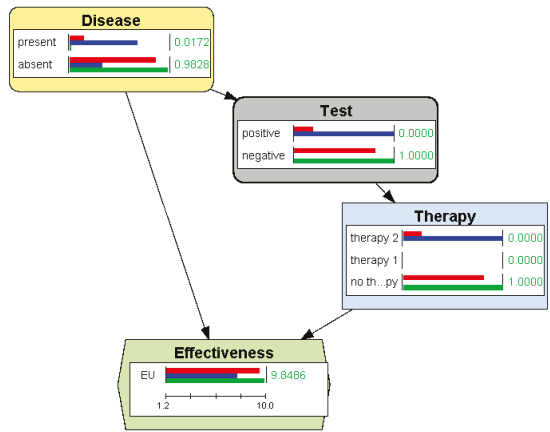 Disease
present 0.0172
absent 0.9828
Test
positive 0.0000
negative 1.0000
Therapy
therapy 2 0.0000
therapy 1 0.0000
no th...py 1.0000
Effectiveness
EU 9.8486
1.2 10.0